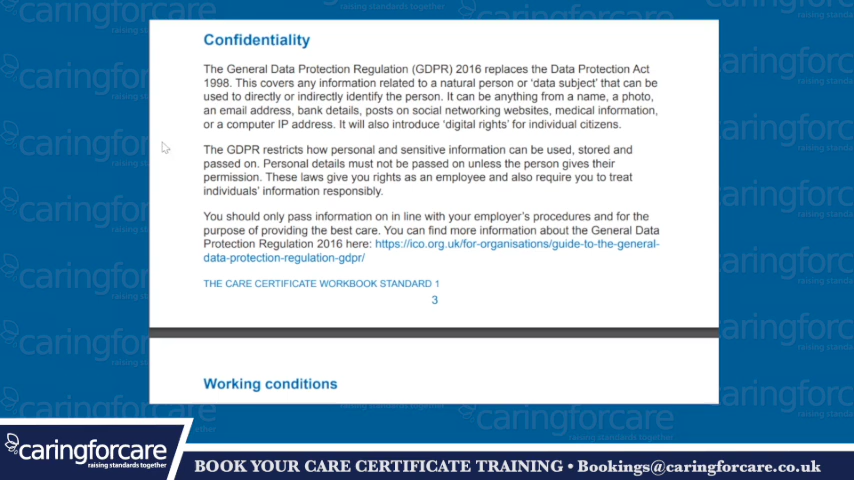 Confidentiality
The General Data Protection Regulation (GDPR) 2016 replaces the Data Protection Act
1998. This covers any information related to a natural person or 'data subject' that can be
used to directly or indirectly identify the person. It can be anything from a name, a photo,
an email address, bank details, posts on social networking websites, medical information,
or a computer IP address. It will also introduce 'digital rights' for individual citizens.
The GDPR restricts how personal and sensitive information can be used, stored and
passed on. Personal details must not be passed on unless the person gives their
permission. These laws give you rights as an employee and also require you to treat
individuals' information responsibly.
You should only pass information on in line with your employer's procedures and for the
purpose of providing the best care. You can find more information about the General Data
Protection Regulation 2016 here: https://ico.org.uk/for-organisations/guide-to-the-general-
data-protection-regulation-gdpr/
THE CARE CERTIFICATE WORKBOOK STANDARD 1
3
Working conditions
caringforcare
raising standards together
BOOK YOUR CARE CERTIFICATE TRAINING • Bookings@caringforcare.co.uk